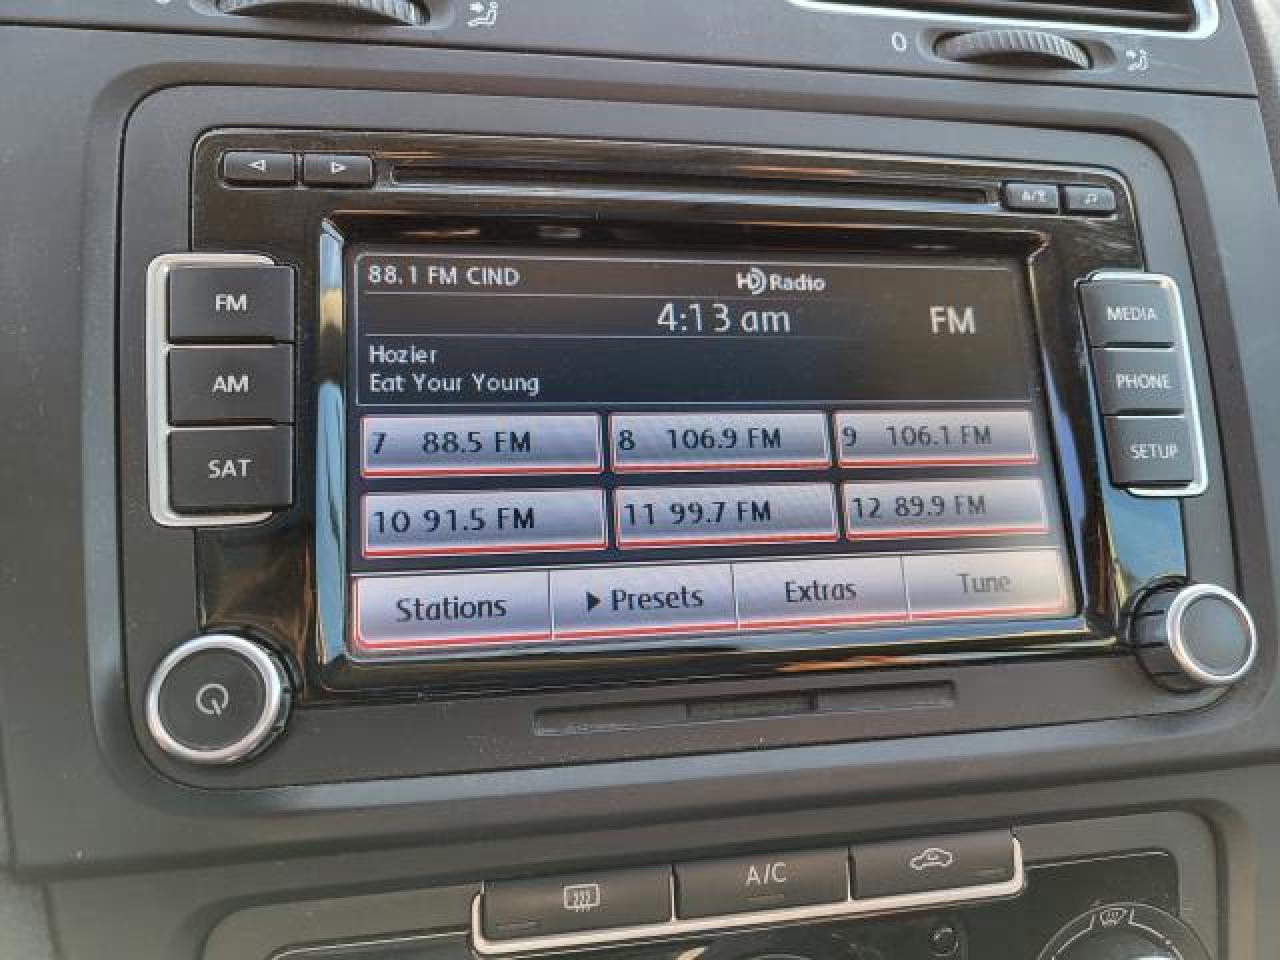 0
A/T
88.1 FM CIND
HD Radio
4:13 am
FM
Hozier
Eat Your Young
7 88.5 FM
8 106.9 FM
9 106.1 FM
10 91.5 FM
11 99.7 FM
12 89.9 FM
Stations
Presets
Extras
Tune
FM
AM
SAT
MEDIA
PHONE
SETUP
A/C